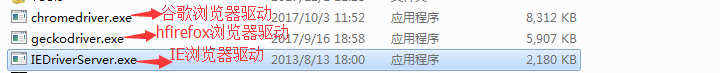 chromedriver.exe 谷歌浏览器驱动 2017/10/3 11:52 应用程序 8,312 KB
geckodriver.exe hfirefox浏览器驱动 2017/9/16 18:58 应用程序 5,907 KB
IEDriverServer.exe IE浏览器驱动 2013/8/13 18:00 应用程序 2,180 KB